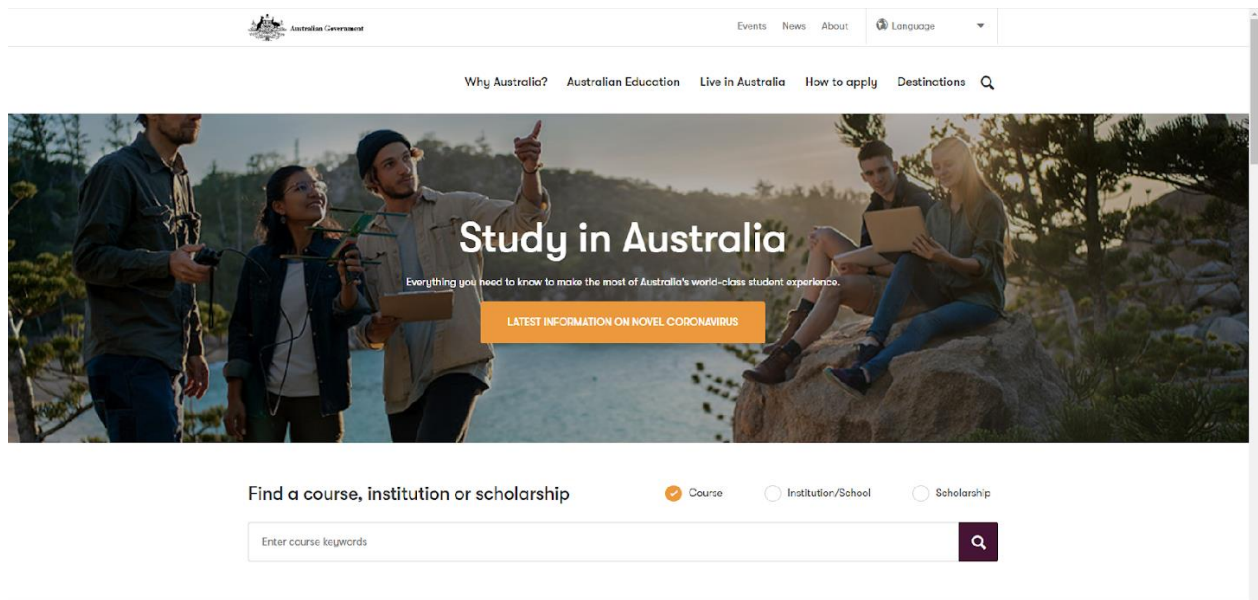 Australian Government
Events News About Language
Why Australia? Australian Education Live in Australia How to apply Destinations
Study in Australia
Everything you need to know to make the most of Australia's world-class student experience.
LATEST INFORMATION ON NOVEL CORONAVIRUS
Find a course, institution or scholarship Course Institution/School Scholarship
Enter course keywords